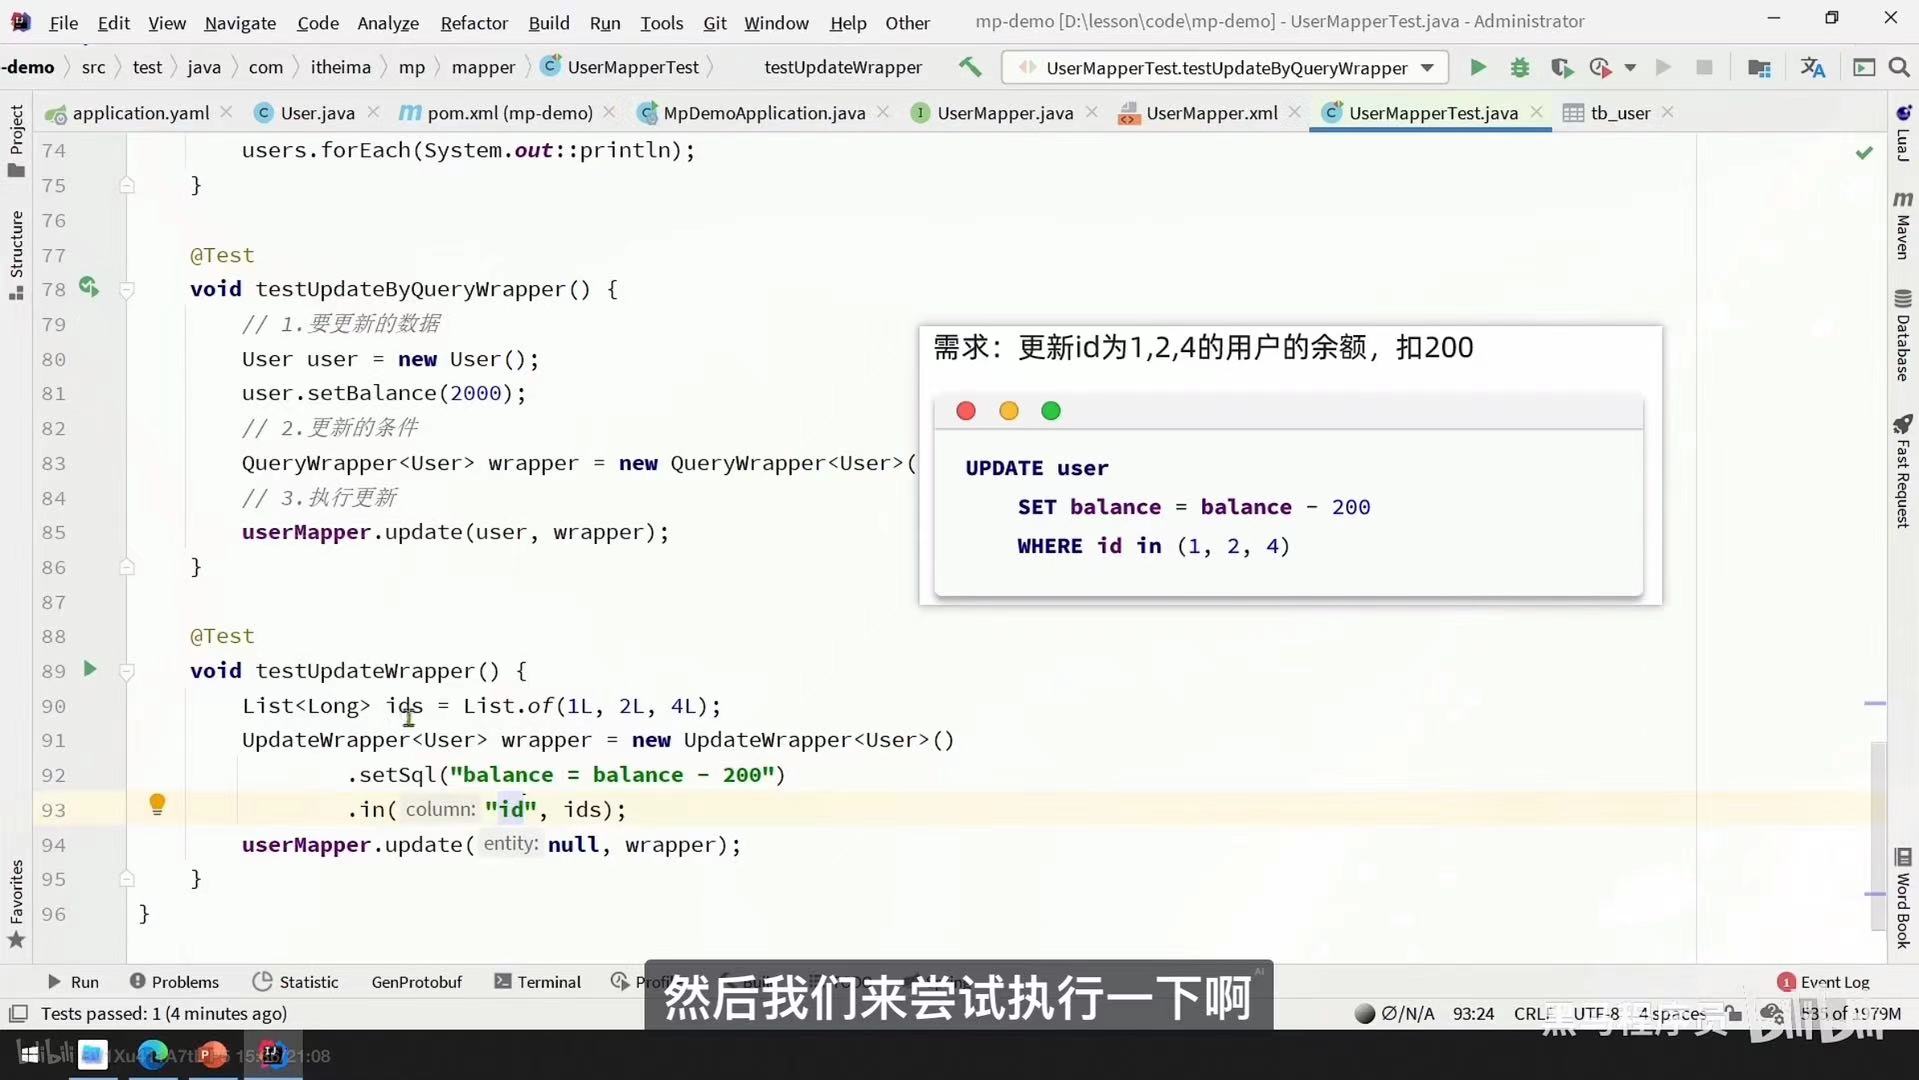 File Edit View Navigate Code Analyze Refactor Build Run Tools Git Window Help Other mp-demo [D:\lesson\code\mp-demo] - UserMapperTest.java - Administrator
-demo src test java com itheima mp mapper UserMapperTest testUpdateWrapper UserMapperTest.testUpdateByQueryWrapper
application.yaml User.java pom.xml (mp-demo) MpDemoApplication.java UserMapper.java UserMapper.xml UserMapperTest.java tb_user
Project
Structure
Favorites
74 users.forEach(System.out::println);
75 }
76
77 @Test
78 void testUpdateByQueryWrapper() {
79 // 1.要更新的数据
80 User user = new User();
81 user.setBalance(2000);
82 // 2.更新的条件
83 QueryWrapper<User> wrapper = new QueryWrapper<User>(
84 // 3.执行更新
85 userMapper.update(user, wrapper);
86 }
87
88 @Test
89 void testUpdateWrapper() {
90 List<Long> ids = List.of(1L, 2L, 4L);
91 UpdateWrapper<User> wrapper = new UpdateWrapper<User>()
92 .setSql("balance = balance - 200")
93 .in( column: "id", ids);
94 userMapper.update( entity: null, wrapper);
95 }
96 }
需求：更新id为1,2,4的用户的余额，扣200
UPDATE user
SET balance = balance - 200
WHERE id in (1, 2, 4)
LuaJ
Maven
Database
Fast Request
Word Book
Run Problems Statistic GenProtobuf Terminal Event Log
然后我们来尝试执行一下啊
Tests passed: 1 (4 minutes ago) Ø/N/A 93:24 CRLF UTF-8 4 spaces 535 of 1979M
黑马程序员 bilibili
bilibili
21:08